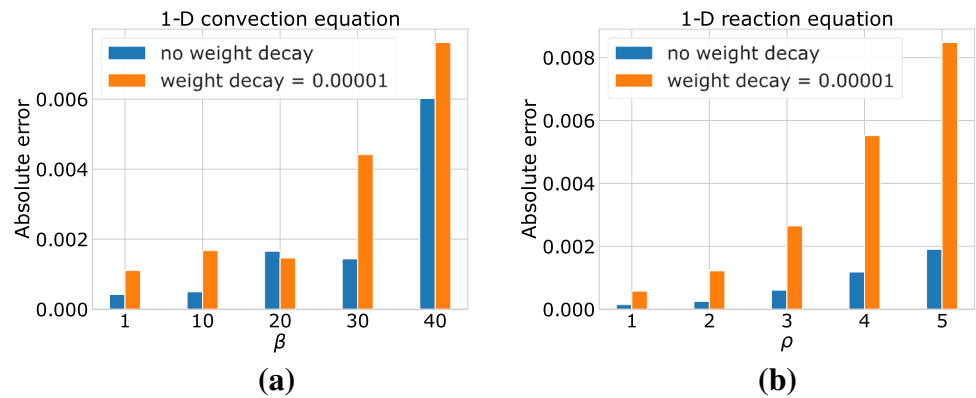 1-D convection equation
no weight decay
weight decay = 0.00001
Absolute error
0.006
0.004
0.002
0.000
1 10 20 30 40
β
(a)
1-D reaction equation
no weight decay
weight decay = 0.00001
Absolute error
0.008
0.006
0.004
0.002
0.000
1 2 3 4 5
ρ
(b)